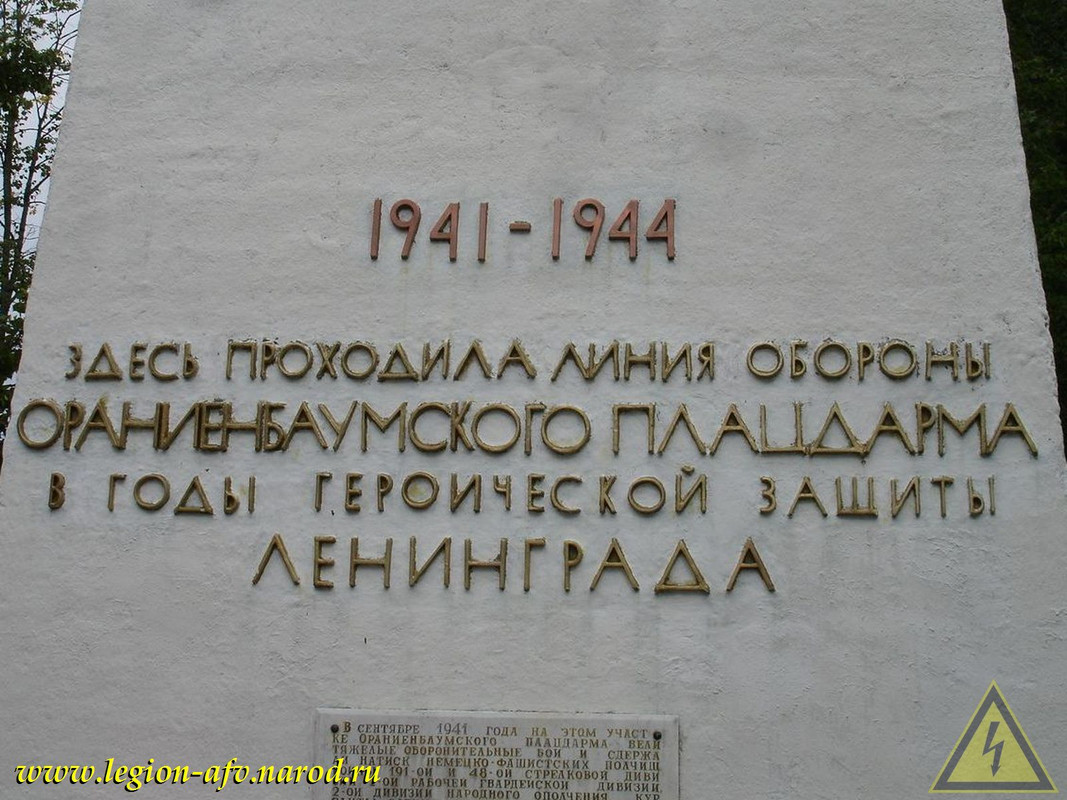 1941-1944
ЗДЕСЬ ПРОХОДИЛА ЛИНИЯ ОБОРОНЫ
ОРАНИЕНБАУМСКОГО ПЛАЦДАРМА
В ГОДЫ ГЕРОИЧЕСКОЙ ЗАЩИТЫ
ЛЕНИНГРАДА
В СЕНТЯБРЕ 1941 ГОДА НА ЭТОМ УЧАСТ
КЕ ОРАНИЕНБАУМСКОГО ПЛАЦДАРМА ВЕЛИ
ТЯЖЕЛЫЕ ОБОРОНИТЕЛЬНЫЕ БОИ И СДЕРЖА
НАТИСК НЕМЕЦКО-ФАШИСТСКИХ ПОЛЧИЩ
191-ОЙ И 48-ОЙ СТРЕЛКОВОЙ ДИВИ
РАБОЧЕЙ ГВАРДЕЙСКОЙ ДИВИЗИИ,
2-ОЙ ДИВИЗИИ НАРОДНОГО ОПОЛЧЕНИЯ, КУР
www.legion-afv.narod.ru